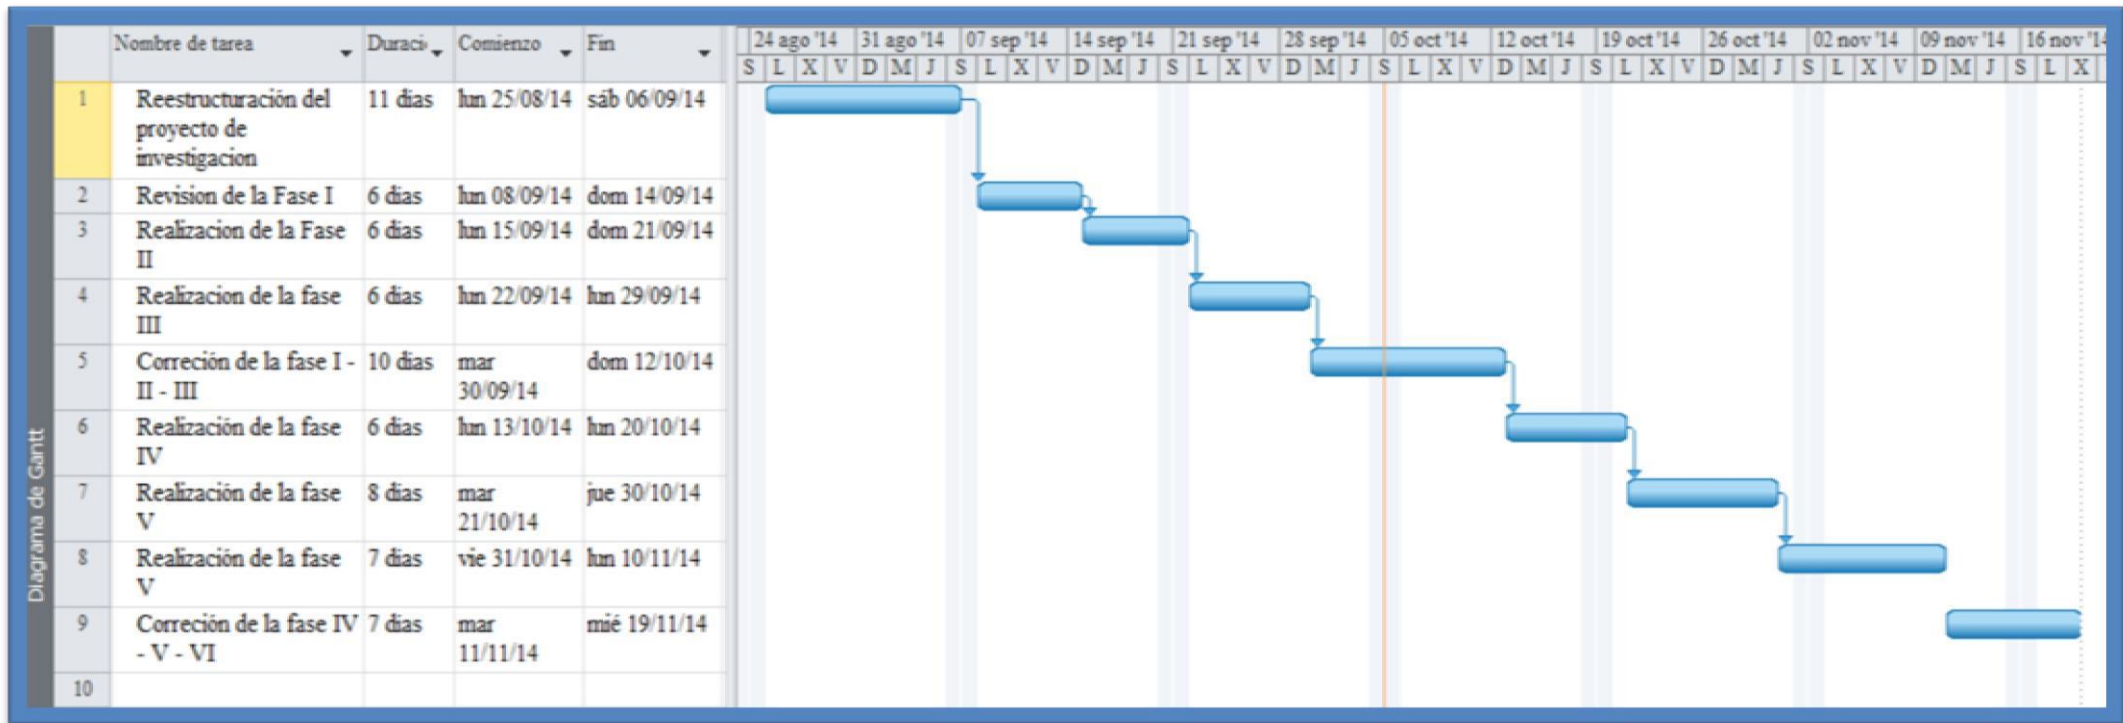 Nombre de tarea Duraci Comienzo Fin 24 ago '14 31 ago '14 07 sep '14 14 sep '14 21 sep '14 28 sep '14 05 oct '14 12 oct '14 19 oct '14 26 oct '14 02 nov '14 09 nov '14 16 nov '14
S L X V D M J S L X V D M J S L X V D M J S L X V D M J S L X V D M J S L X V D M J S L X
1 Reestructuración del 11 días lun 25/08/14 sáb 06/09/14
proyecto de
investigacion
2 Revision de la Fase I 6 días lun 08/09/14 dom 14/09/14
3 Realizacion de la Fase 6 días lun 15/09/14 dom 21/09/14
II
4 Realizacion de la fase 6 días lun 22/09/14 lun 29/09/14
III
5 Correción de la fase I - 10 días mar dom 12/10/14
II - III 30/09/14
6 Realización de la fase 6 días lun 13/10/14 lun 20/10/14
IV
7 Realización de la fase 8 días mar jue 30/10/14
V 21/10/14
8 Realización de la fase 7 días vie 31/10/14 lun 10/11/14
V
9 Correción de la fase IV 7 días mar mié 19/11/14
- V - VI 11/11/14
10
Diagrama de Gantt